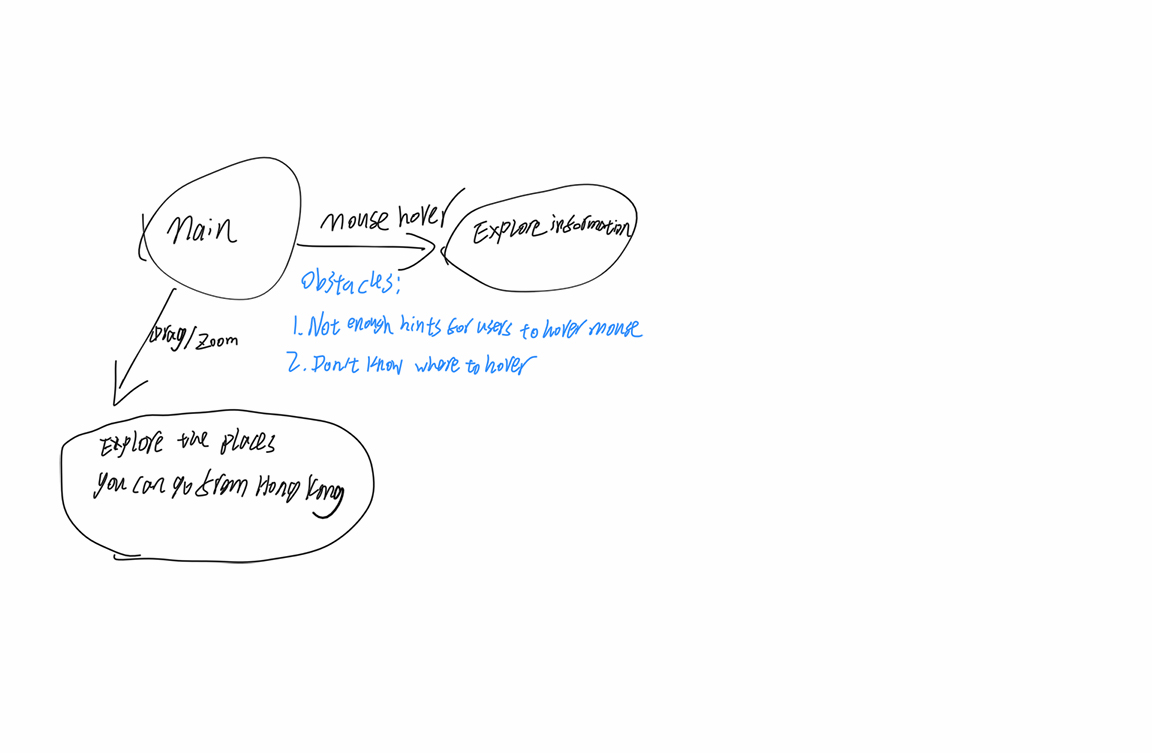 Main
mouse hover
Explore information
Obstacles:
1. Not enough hints for users to hover mouse
2. Don't know where to hover
Drag/Zoom
Explore the places
you can go from Hong Kong